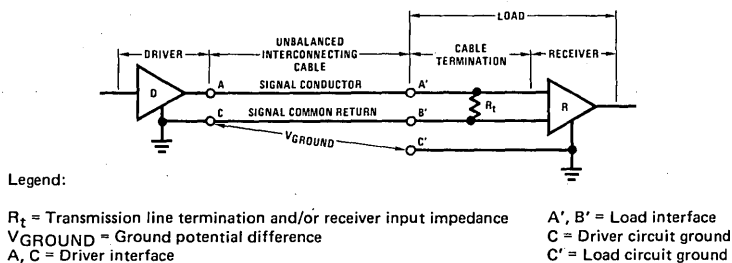 LOAD
DRIVER
UNBALANCED
INTERCONNECTING
CABLE
CABLE
TERMINATION
RECEIVER
D
A
SIGNAL CONDUCTOR
A'
C
SIGNAL COMMON RETURN
B'
Rt
R
VGROUND
C'
Legend:
Rt = Transmission line termination and/or receiver input impedance
VGROUND = Ground potential difference
A, C = Driver interface
A', B' = Load interface
C = Driver circuit ground
C' = Load circuit ground